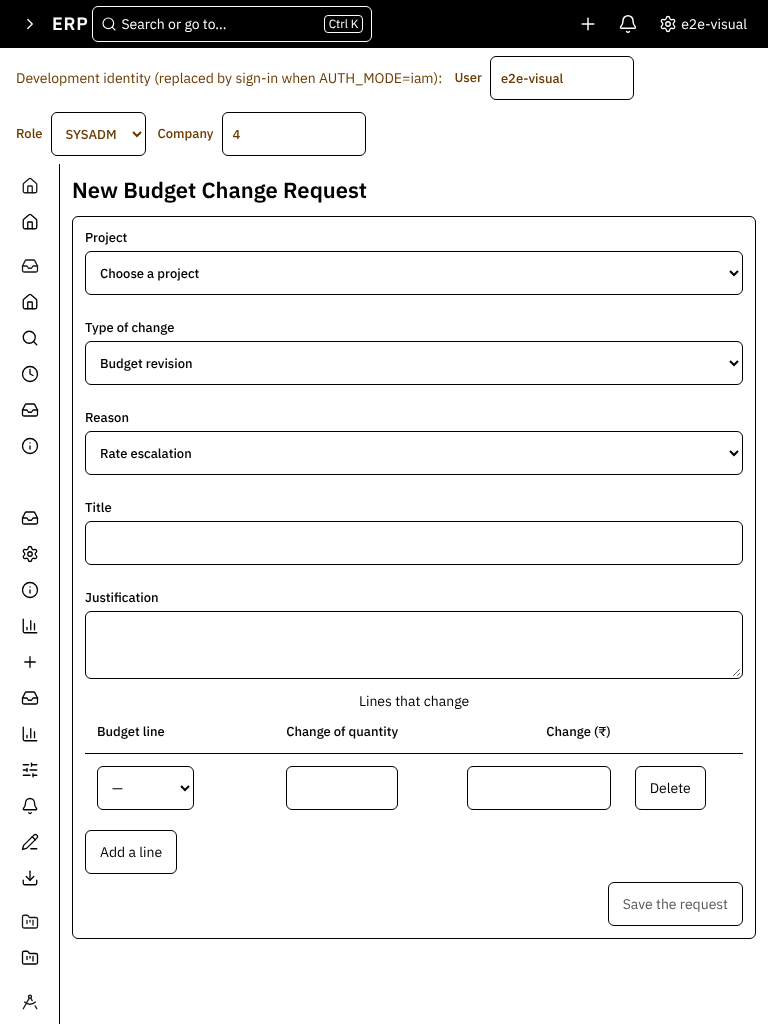 ERP Search or go to... Ctrl K e2e-visual
Development identity (replaced by sign-in when AUTH_MODE=iam): User e2e-visual
Role SYSADM Company 4
New Budget Change Request
Project
Choose a project
Type of change
Budget revision
Reason
Rate escalation
Title
Justification
Lines that change
Budget line Change of quantity Change (₹)
— Delete
Add a line
Save the request